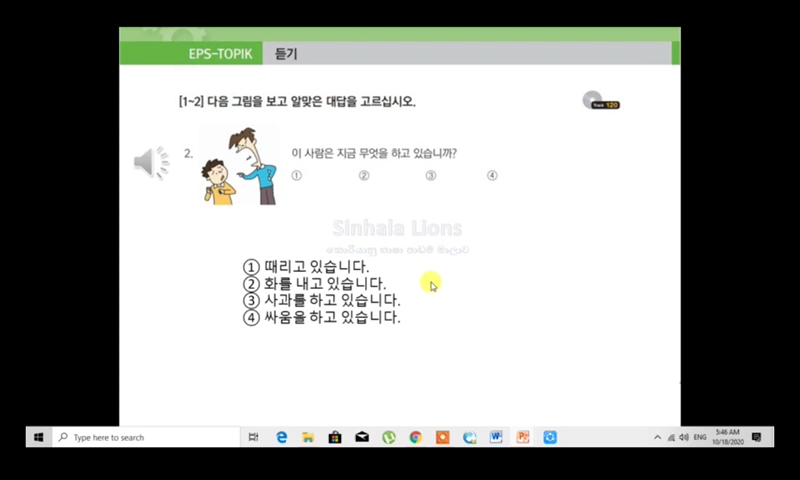 EPS-TOPIK 듣기
[1~2] 다음 그림을 보고 알맞은 대답을 고르십시오.
Track 120
2. 이 사람은 지금 무엇을 하고 있습니까?
① ② ③ ④
Sinhala Lions
කොරියානු භාෂා පාඩම් මාලාව
① 때리고 있습니다.
② 화를 내고 있습니다.
③ 사과를 하고 있습니다.
④ 싸움을 하고 있습니다.
Type here to search
ENG
5:46 AM
10/18/2020